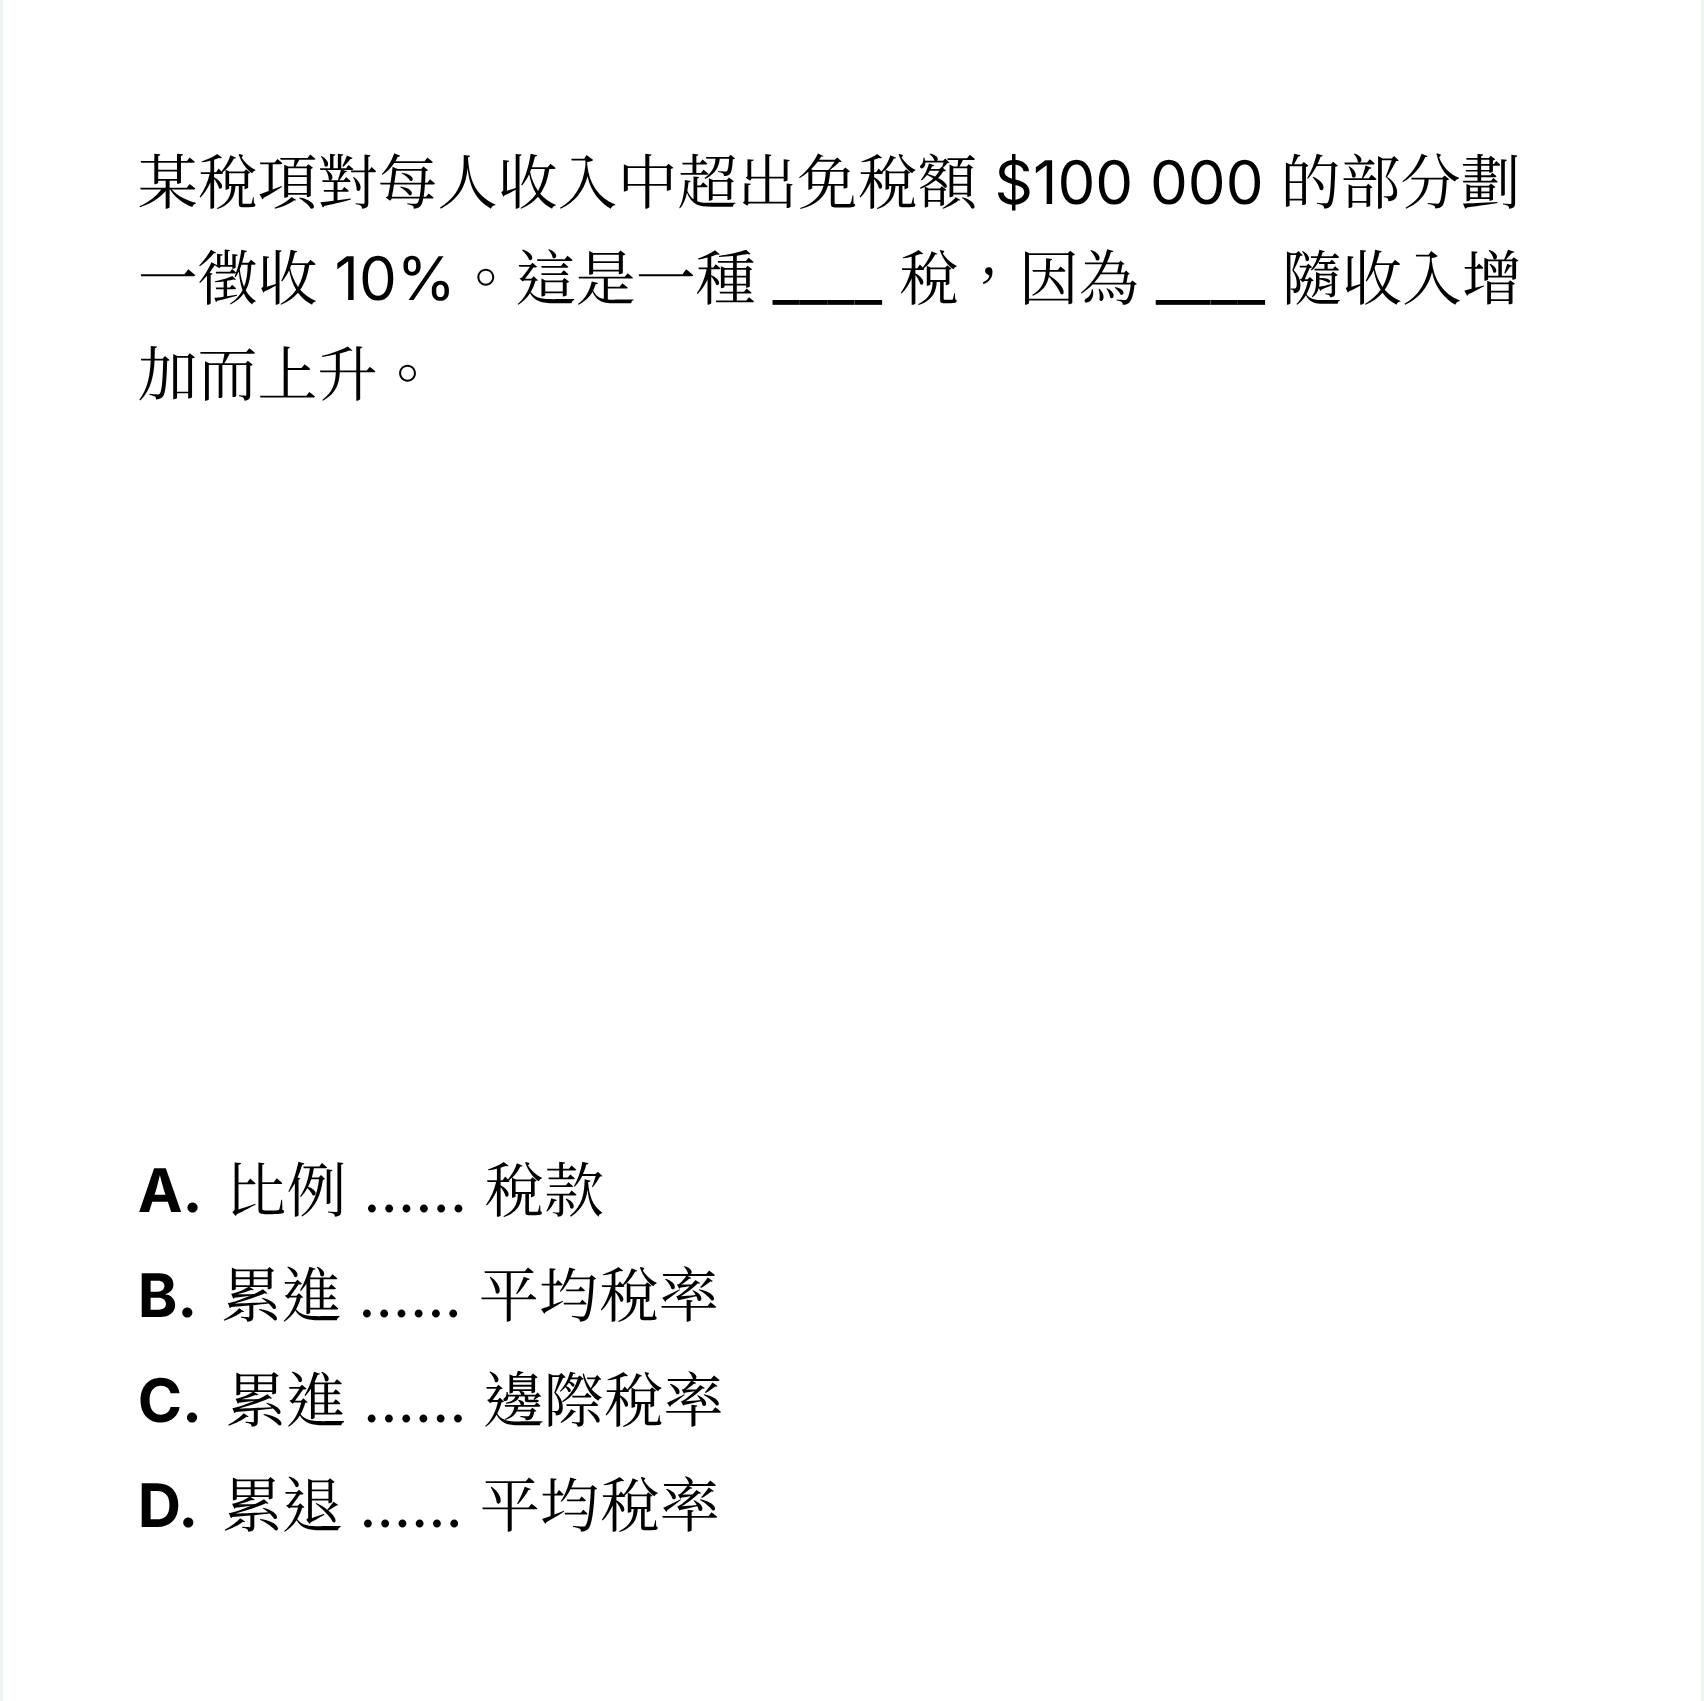 某稅項對每人收入中超出免稅額 $100 000 的部分劃
一徵收 10%。這是一種 ____ 稅，因為 ____ 隨收入增
加而上升。
A. 比例 ...... 稅款
B. 累進 ...... 平均稅率
C. 累進 ...... 邊際稅率
D. 累退 ...... 平均稅率